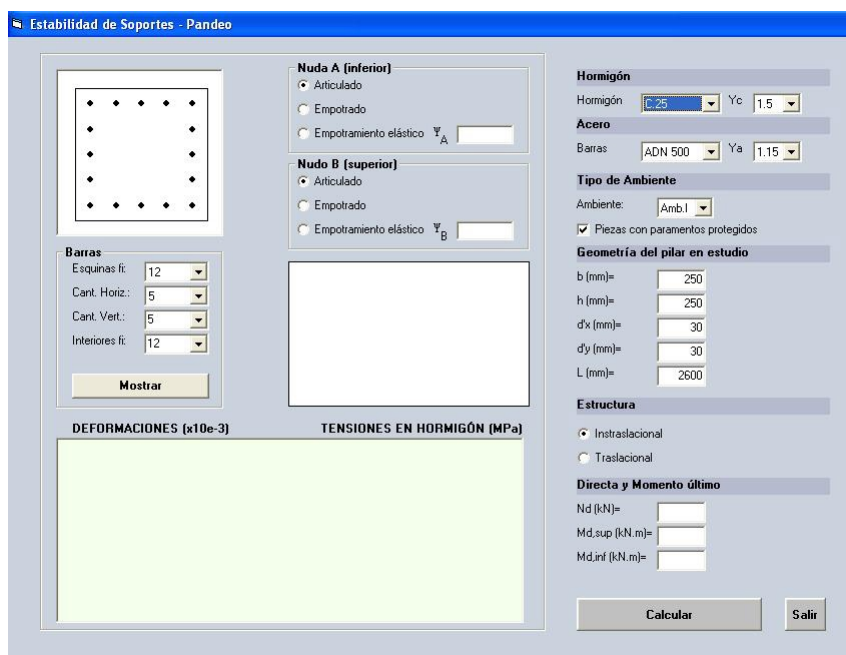 Estabilidad de Soportes - Pandeo
Nuda A (inferior)
Articulado
Empotrado
Empotramiento elástico Ψ A
Nudo B (superior)
Articulado
Empotrado
Empotramiento elástico Ψ B
Barras
Esquinas fi: 12
Cant. Horiz.: 5
Cant. Vert.: 5
Interiores fi: 12
Mostrar
DEFORMACIONES (x10e-3)
TENSIONES EN HORMIGÓN (MPa)
Hormigón
Hormigón C.25 Yc 1.5
Acero
Barras ADN 500 Ya 1.15
Tipo de Ambiente
Ambiente: Amb.I
Piezas con paramentos protegidos
Geometría del pilar en estudio
b (mm)= 250
h (mm)= 250
d'x (mm)= 30
d'y (mm)= 30
L (mm)= 2600
Estructura
Instraslacional
Traslacional
Directa y Momento último
Nd (kN)=
Md,sup (kN.m)=
Md,inf (kN.m)=
Calcular
Salir